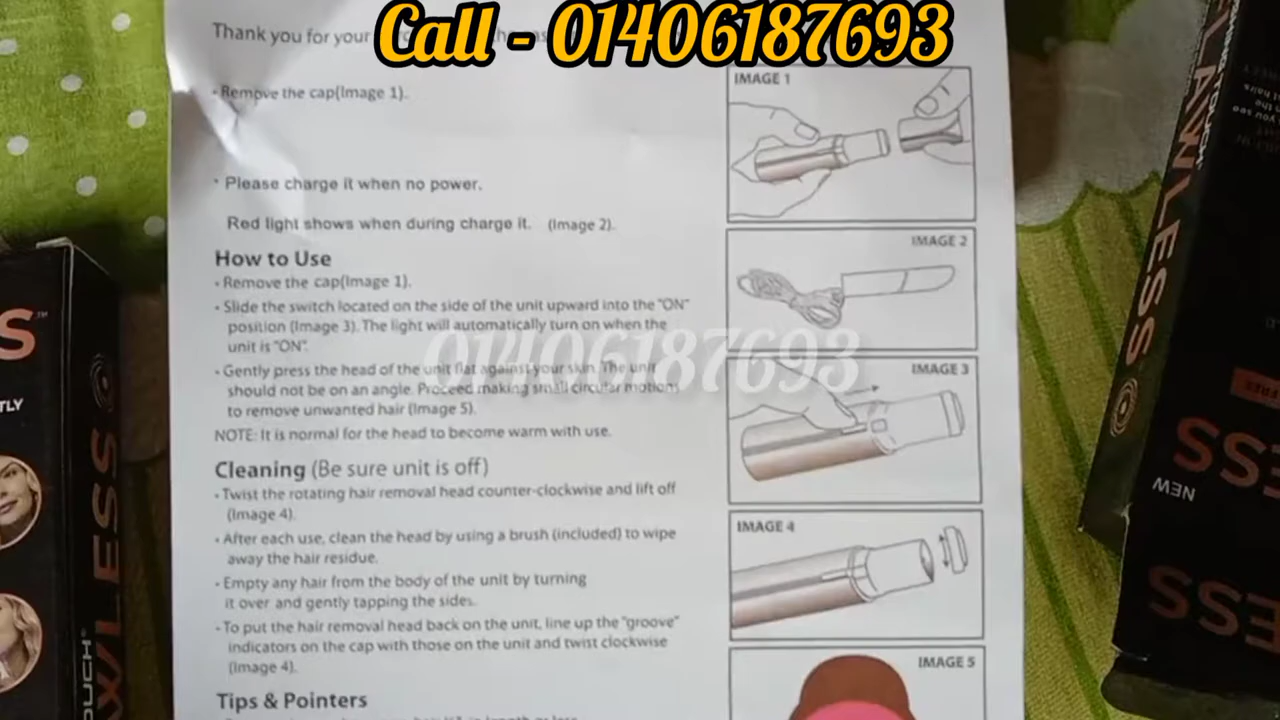 Call - 01406187693
Thank you for your
• Remove the cap(Image 1).
• Please charge it when no power.
Red light shows when during charge it. (Image 2).
How to Use
• Remove the cap(Image 1).
• Slide the switch located on the side of the unit upward into the "ON"
position (Image 3). The light will automatically turn on when the
unit is "ON".
• Gently press the head of the unit flat against your skin. The unit
should not be on an angle. Proceed making small circular motions
to remove unwanted hair (Image 5).
NOTE: It is normal for the head to become warm with use.
Cleaning (Be sure unit is off)
• Twist the rotating hair removal head counter-clockwise and lift off
(Image 4).
• After each use, clean the head by using a brush (included) to wipe
away the hair residue.
• Empty any hair from the body of the unit by turning
it over and gently tapping the sides.
• To put the hair removal head back on the unit, line up the "groove"
indicators on the cap with those on the unit and twist clockwise
(Image 4).
Tips & Pointers
IMAGE 1
IMAGE 2
IMAGE 3
IMAGE 4
IMAGE 5
01406187693
S™
TLY
OUCH®
WLESS
TOUCH®
FLAWLESS
you see
hairs
ESS
NEW
ESS